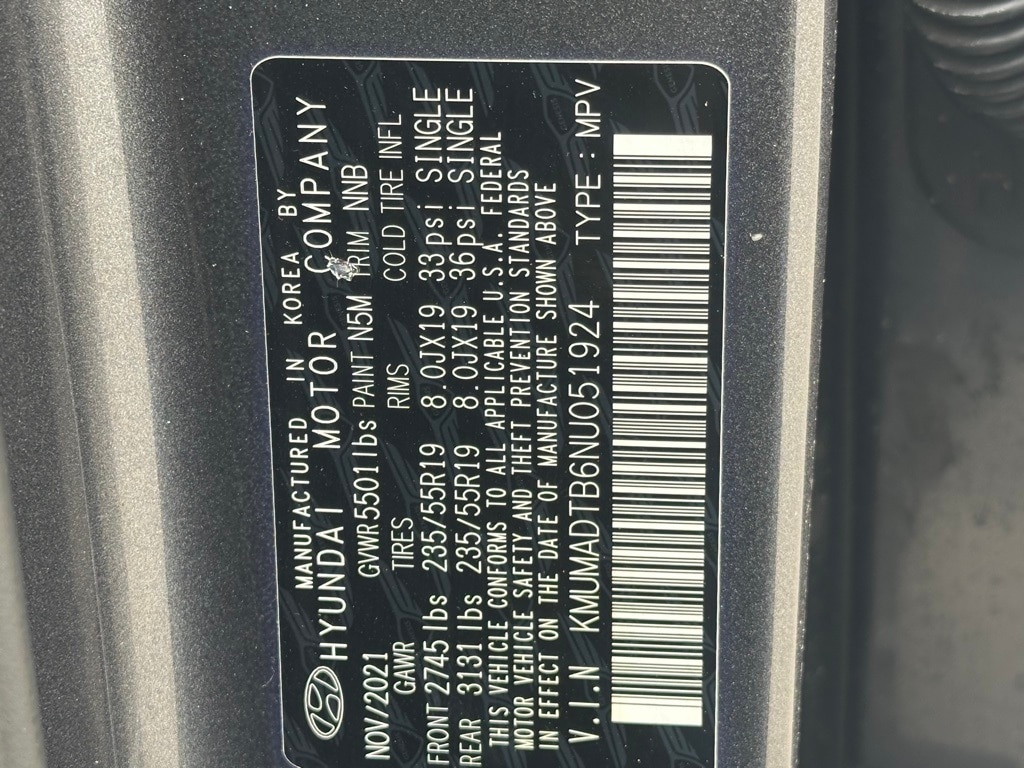 MANUFACTURED IN KOREA BY
HYUNDAI MOTOR COMPANY
NOV/2021 GVWR 5501lbs PAINT N5M TRIM NNB
GAWR TIRES RIMS COLD TIRE INFL
FRONT 2745 lbs 235/55R19 8.0JX19 33psi SINGLE
REAR 3131 lbs 235/55R19 8.0JX19 36psi SINGLE
THIS VEHICLE CONFORMS TO ALL APPLICABLE U.S.A. FEDERAL
MOTOR VEHICLE SAFETY AND THEFT PREVENTION STANDARDS
IN EFFECT ON THE DATE OF MANUFACTURE SHOWN ABOVE
V.I.N KMUMADTB6NU051924 TYPE : MPV